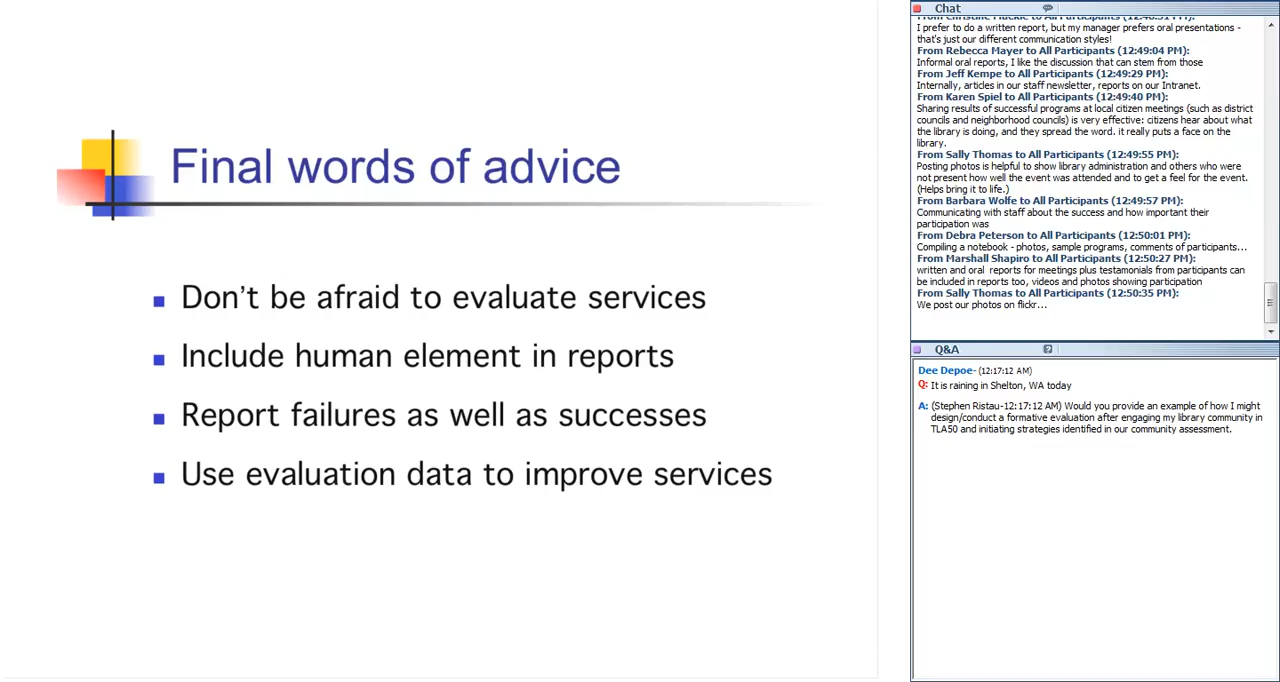 Final words of advice
Don't be afraid to evaluate services
Include human element in reports
Report failures as well as successes
Use evaluation data to improve services
Chat
From Christine Mackie to All Participants (12:48:51 PM):
I prefer to do a written report, but my manager prefers oral presentations -
that's just our different communication styles!
From Rebecca Mayer to All Participants (12:49:04 PM):
Informal oral reports, I like the discussion that can stem from those
From Jeff Kempe to All Participants (12:49:29 PM):
Internally, articles in our staff newsletter, reports on our Intranet.
From Karen Spiel to All Participants (12:49:40 PM):
Sharing results of successful programs at local citizen meetings (such as district
councils and neighborhood councils) is very effective: citizens hear about what
the library is doing, and they spread the word. it really puts a face on the
library.
From Sally Thomas to All Participants (12:49:55 PM):
Posting photos is helpful to show library administration and others who were
not present how well the event was attended and to get a feel for the event.
(Helps bring it to life.)
From Barbara Wolfe to All Participants (12:49:57 PM):
Communicating with staff about the success and how important their
participation was
From Debra Peterson to All Participants (12:50:01 PM):
Compiling a notebook - photos, sample programs, comments of participants...
From Marshall Shapiro to All Participants (12:50:27 PM):
written and oral reports for meetings plus testamonials from participants can
be included in reports too, videos and photos showing participation
From Sally Thomas to All Participants (12:50:35 PM):
We post our photos on flickr...
Q&A
Dee Depoe- (12:17:12 AM)
Q: It is raining in Shelton, WA today
A: (Stephen Ristau-12:17:12 AM) Would you provide an example of how I might
design/conduct a formative evaluation after engaging my library community in
TLA50 and initiating strategies identified in our community assessment.